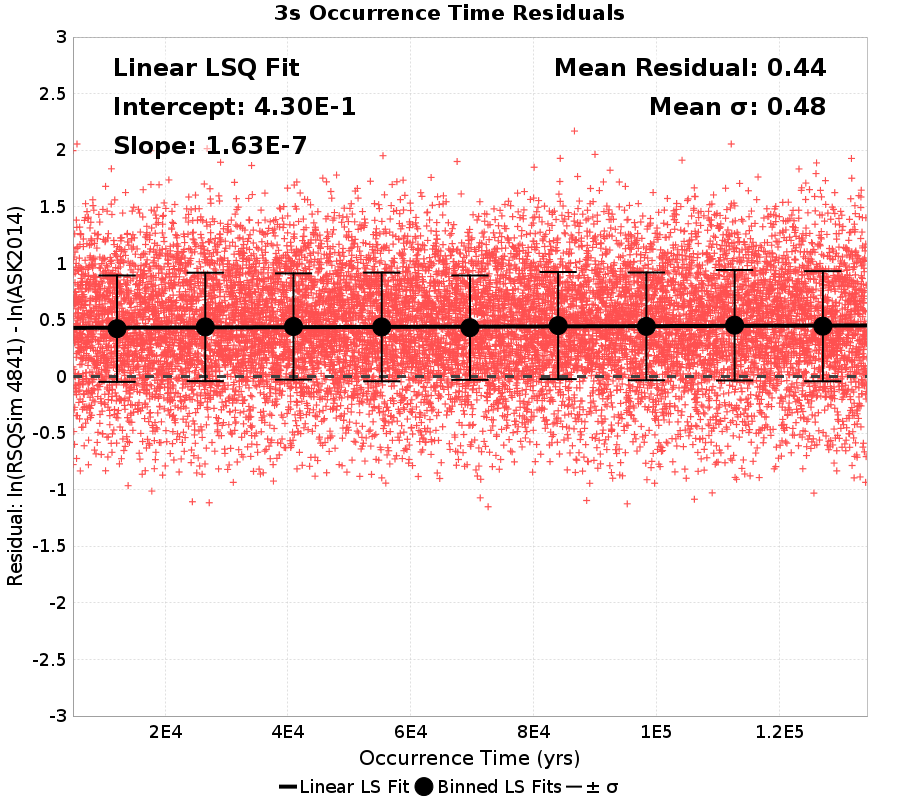 3s Occurrence Time Residuals
Linear LSQ Fit
Intercept: 4.30E-1
Slope: 1.63E-7
Mean Residual: 0.44
Mean σ: 0.48
Residual: ln(RSQSim 4841) - ln(ASK2014)
3
2.5
2
1.5
1
0.5
0
-0.5
-1
-1.5
-2
-2.5
-3
2E4 4E4 6E4 8E4 1E5 1.2E5
Occurrence Time (yrs)
Linear LS Fit Binned LS Fits ± σ